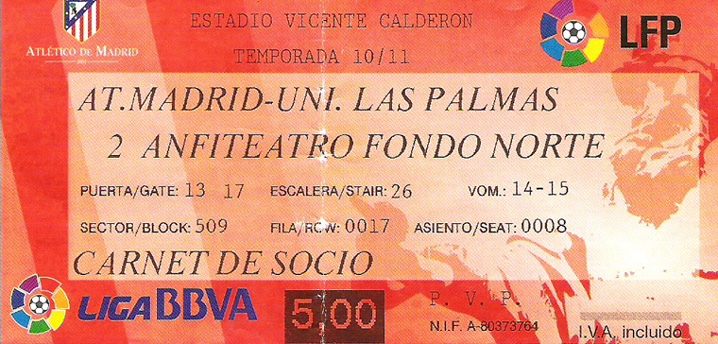 ESTADIO VICENTE CALDERON
LFP
ATLÉTICO DE MADRID
TEMPORADA 10/11
AT.MADRID-UNI. LAS PALMAS
2 ANFITEATRO FONDO NORTE
PUERTA/GATE: 13 17 ESCALERA/STAIR: 26 VOM.: 14-15
SECTOR/BLOCK: 509 FILA/ROW: 0017 ASIENTO/SEAT: 0008
CARNET DE SOCIO
LIGA BBVA
5,00
P. V. P.
N.I.F. A-80373764
I.V.A. incluido